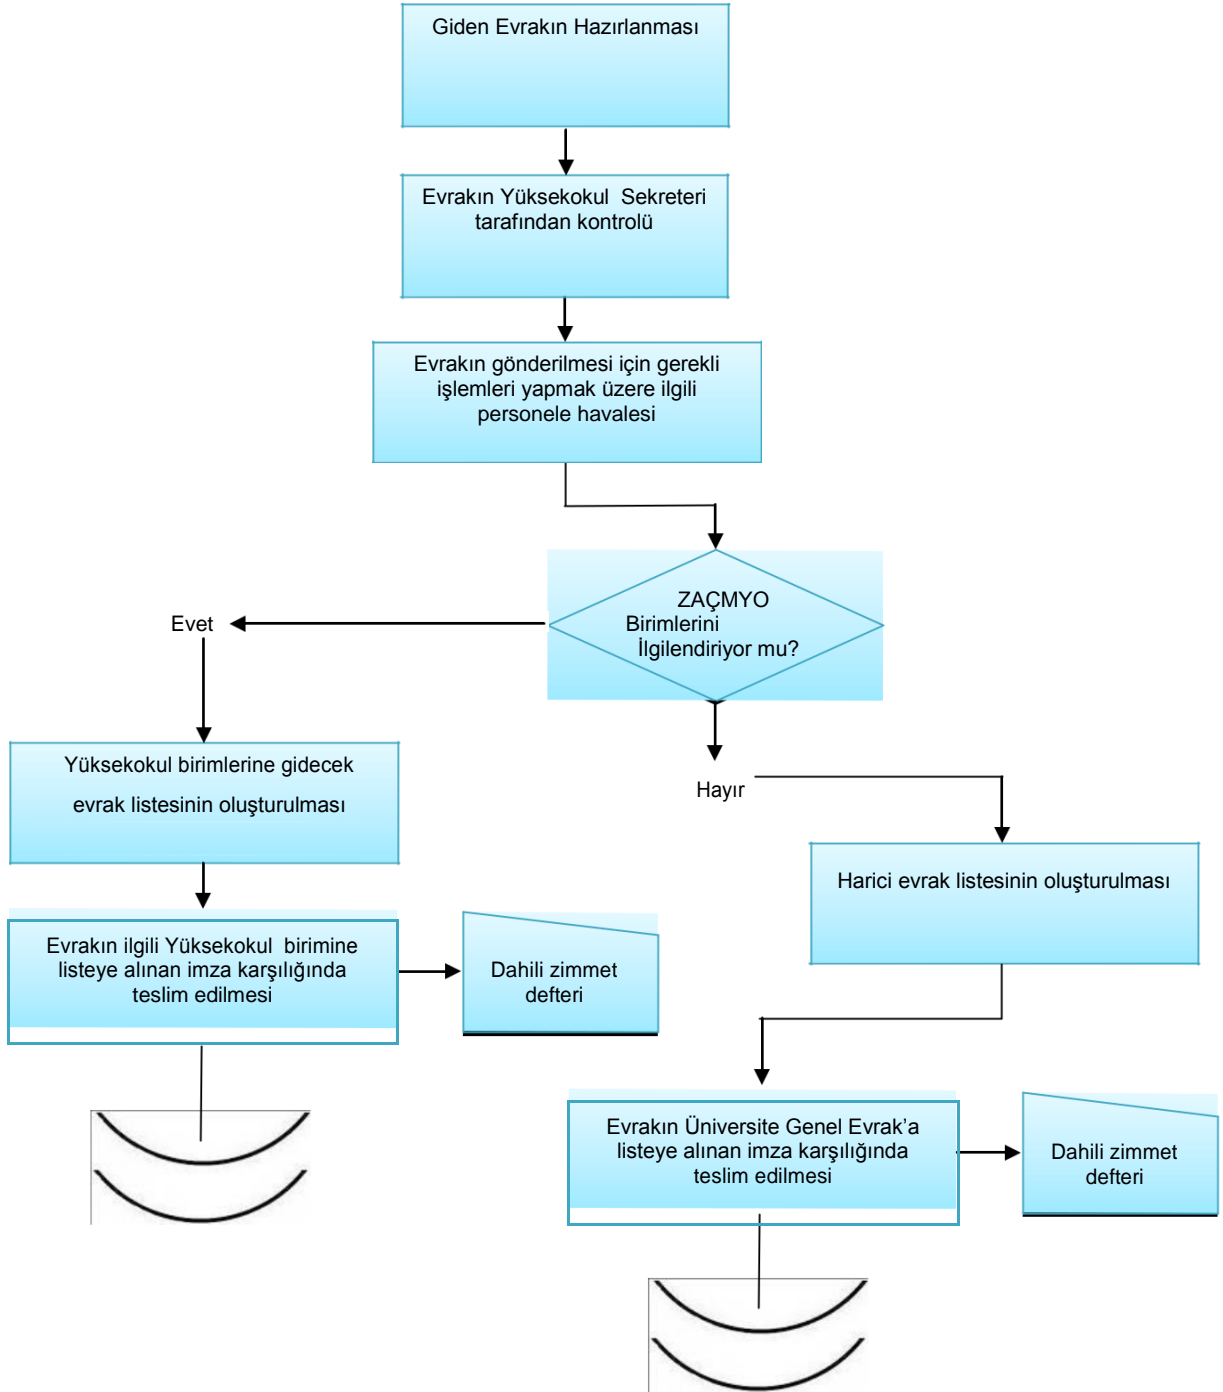 Giden Evrakın Hazırlanması
Evrakın Yüksekokul Sekreteri
tarafından kontrolü
Evrakın gönderilmesi için gerekli
işlemleri yapmak üzere ilgili
personele havalesi
ZAÇMYO
Birimlerini
İlgilendiriyor mu?
Evet
Hayır
Yüksekokul birimlerine gidecek
evrak listesinin oluşturulması
Harici evrak listesinin oluşturulması
Evrakın ilgili Yüksekokul birimine
listeye alınan imza karşılığında
teslim edilmesi
Dahili zimmet
defteri
Evrakın Üniversite Genel Evrak’a
listeye alınan imza karşılığında
teslim edilmesi
Dahili zimmet
defteri